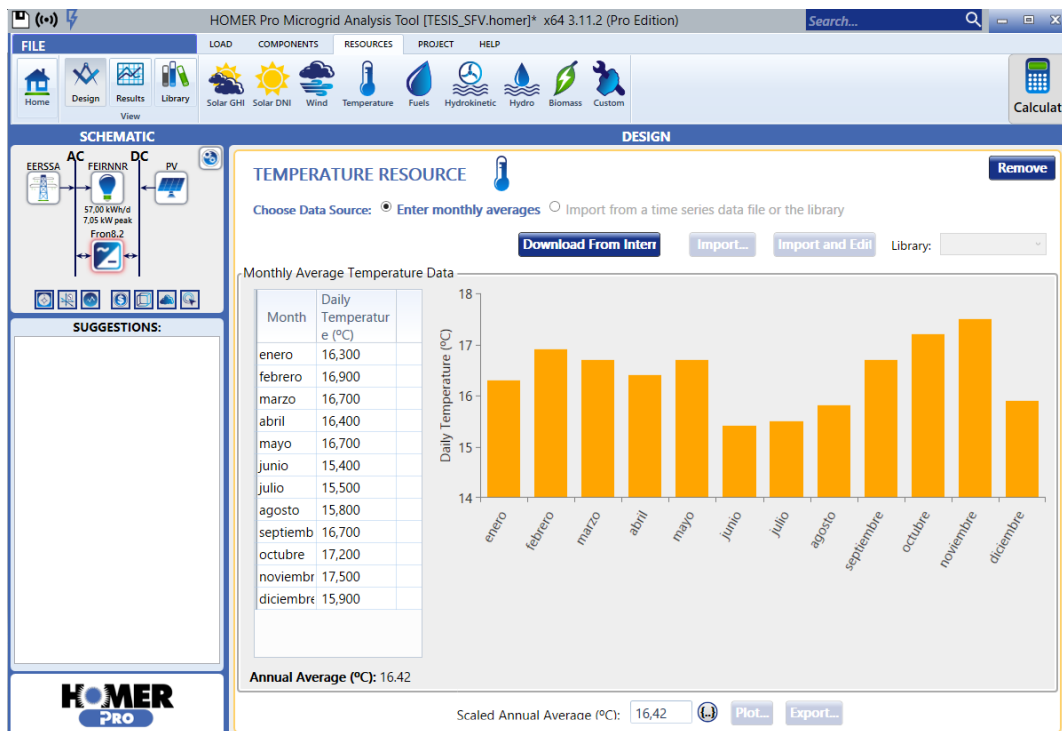 HOMER Pro Microgrid Analysis Tool [TESIS_SFV.homer]* x64 3.11.2 (Pro Edition)
Search...
FILE
LOAD COMPONENTS RESOURCES PROJECT HELP
Home
Design Results Library
View
Solar GHI Solar DNI Wind Temperature Fuels Hydrokinetic Hydro Biomass Custom
Calculat
SCHEMATIC
DESIGN
AC DC
EERSSA FEIRNNR PV
57,00 kWh/d
7,05 kW peak
Fron8.2
SUGGESTIONS:
HOMER
PRO
TEMPERATURE RESOURCE
Remove
Choose Data Source: Enter monthly averages Import from a time series data file or the library
Download From Interr Import... Import and Edit Library:
Monthly Average Temperature Data
Month Daily
Temperatur
e (ºC)
enero 16,300
febrero 16,900
marzo 16,700
abril 16,400
mayo 16,700
junio 15,400
julio 15,500
agosto 15,800
septiemb 16,700
octubre 17,200
noviembr 17,500
diciembre 15,900
Daily Temperature (ºC)
18
17
16
15
14
enero febrero marzo abril mayo junio julio agosto septiembre octubre noviembre diciembre
Annual Average (ºC): 16.42
Scaled Annual Average (ºC): 16,42 {..} Plot... Export...